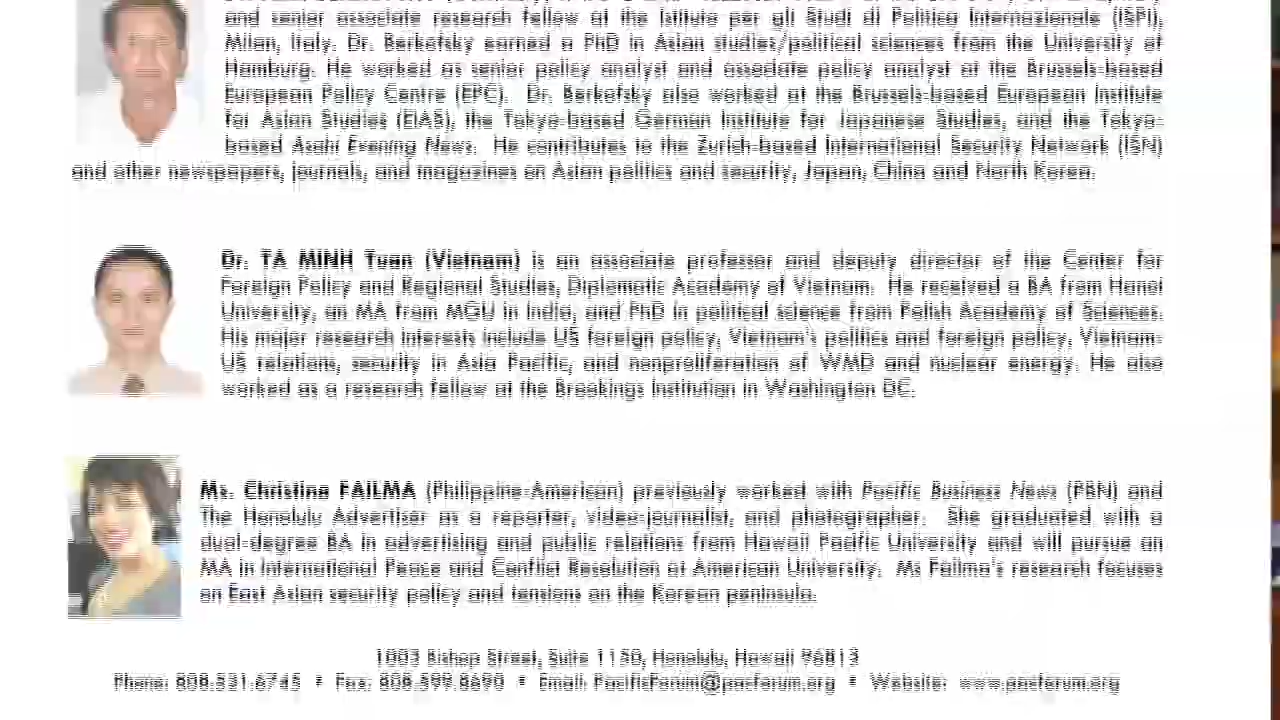 and senior associate research fellow at the Istituto per gli Studi di Politica Internazionale (ISPI),
Milan, Italy. Dr. Berkofsky earned a PhD in Asian studies/political sciences from the University of
Hamburg. He worked as senior policy analyst and associate policy analyst at the Brussels-based
European Policy Centre (EPC). Dr. Berkofsky also worked at the Brussels-based European Institute
for Asian Studies (EIAS), the Tokyo-based German Institute for Japanese Studies, and the Tokyo-
based Asahi Evening News. He contributes to the Zurich-based International Security Network (ISN)
and other newspapers, journals, and magazines on Asian politics and security, Japan, China and North Korea.
Dr. TA MINH Tuan (Vietnam) is an associate professor and deputy director of the Center for
Foreign Policy and Regional Studies, Diplomatic Academy of Vietnam. He received a BA from Hanoi
University, an MA from MGU in India, and PhD in political science from Polish Academy of Sciences.
His major research interests include US foreign policy, Vietnam's politics and foreign policy, Vietnam-
US relations, security in Asia Pacific, and nonproliferation of WMD and nuclear energy. He also
worked as a research fellow at the Brookings Institution in Washington DC.
Ms. Christina FAILMA (Philippine-American) previously worked with Pacific Business News (PBN) and
The Honolulu Advertiser as a reporter, video-journalist, and photographer. She graduated with a
dual-degree BA in advertising and public relations from Hawaii Pacific University and will pursue an
MA in International Peace and Conflict Resolution at American University. Ms Failma's research focuses
on East Asian security policy and tensions on the Korean peninsula.
1003 Bishop Street, Suite 1150, Honolulu, Hawaii 96813
Phone: 808.521.6745 • Fax: 808.599.8690 • Email: PacificForum@pacforum.org • Website: www.pacforum.org